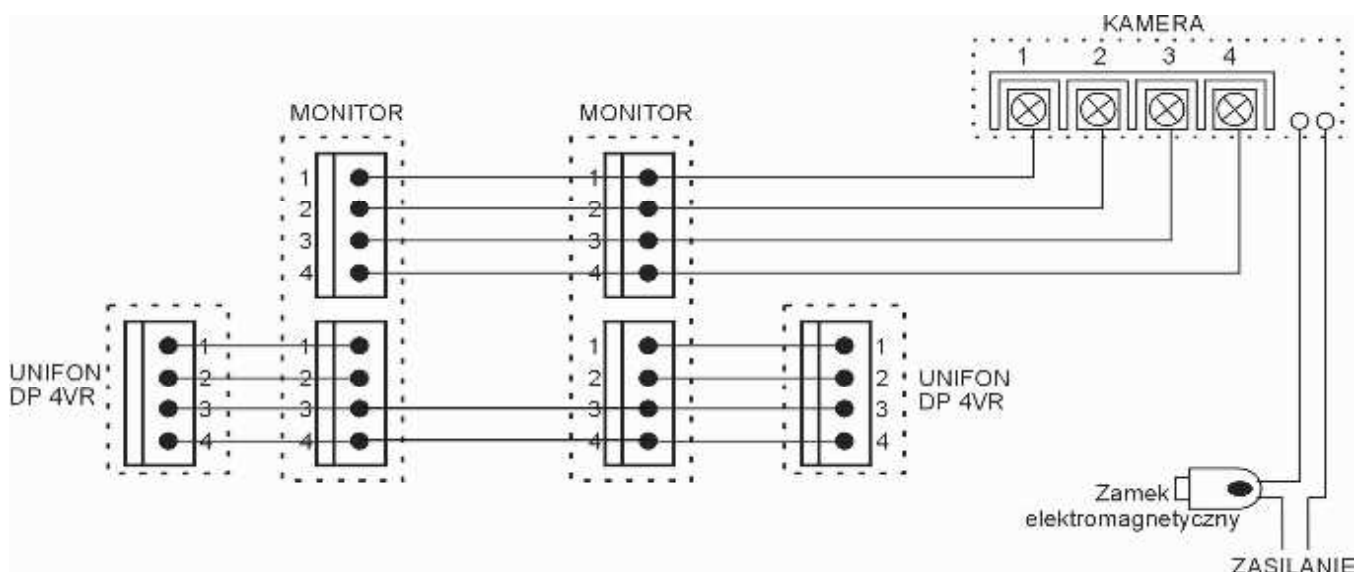 KAMERA
1 2 3 4
MONITOR MONITOR
1 1
2 2
3 3
4 4
UNIFON
DP 4VR
1 1 1 1
2 2 2 2
3 3 3 3
4 4 4 4
UNIFON
DP 4VR
Zamek
elektromagnetyczny
ZASILANIE